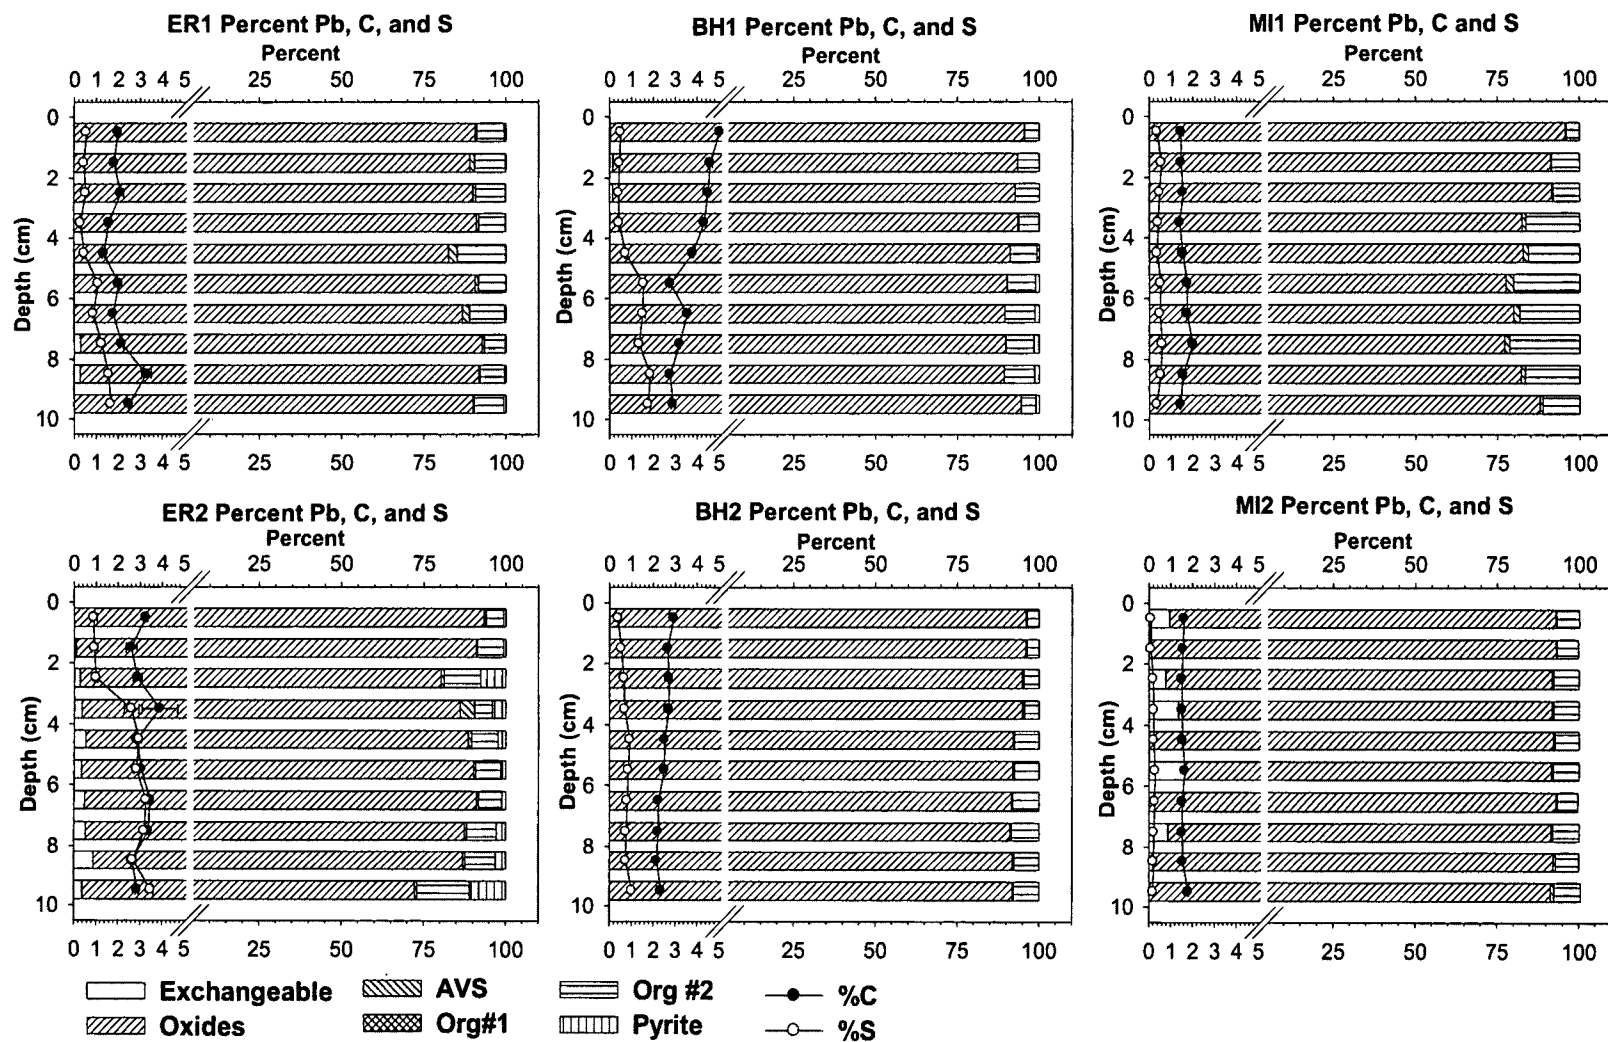 ER1 Percent Pb, C, and S
Percent
0 1 2 3 4 5 25 50 75 100
0
2
4
6
8
10
Depth (cm)
0 1 2 3 4 5 25 50 75 100
BH1 Percent Pb, C, and S
Percent
0 1 2 3 4 5 25 50 75 100
0
2
4
6
8
10
Depth (cm)
0 1 2 3 4 5 25 50 75 100
MI1 Percent Pb, C and S
Percent
0 1 2 3 4 5 25 50 75 100
0
2
4
6
8
10
Depth (cm)
0 1 2 3 4 5 25 50 75 100
ER2 Percent Pb, C, and S
Percent
0 1 2 3 4 5 25 50 75 100
0
2
4
6
8
10
Depth (cm)
0 1 2 3 4 5 25 50 75 100
BH2 Percent Pb, C, and S
Percent
0 1 2 3 4 5 25 50 75 100
0
2
4
6
8
10
Depth (cm)
0 1 2 3 4 5 25 50 75 100
MI2 Percent Pb, C, and S
Percent
0 1 2 3 4 5 25 50 75 100
0
2
4
6
8
10
Depth (cm)
0 1 2 3 4 5 25 50 75 100
Exchangeable AVS Org #2 %C
Oxides Org#1 Pyrite %S